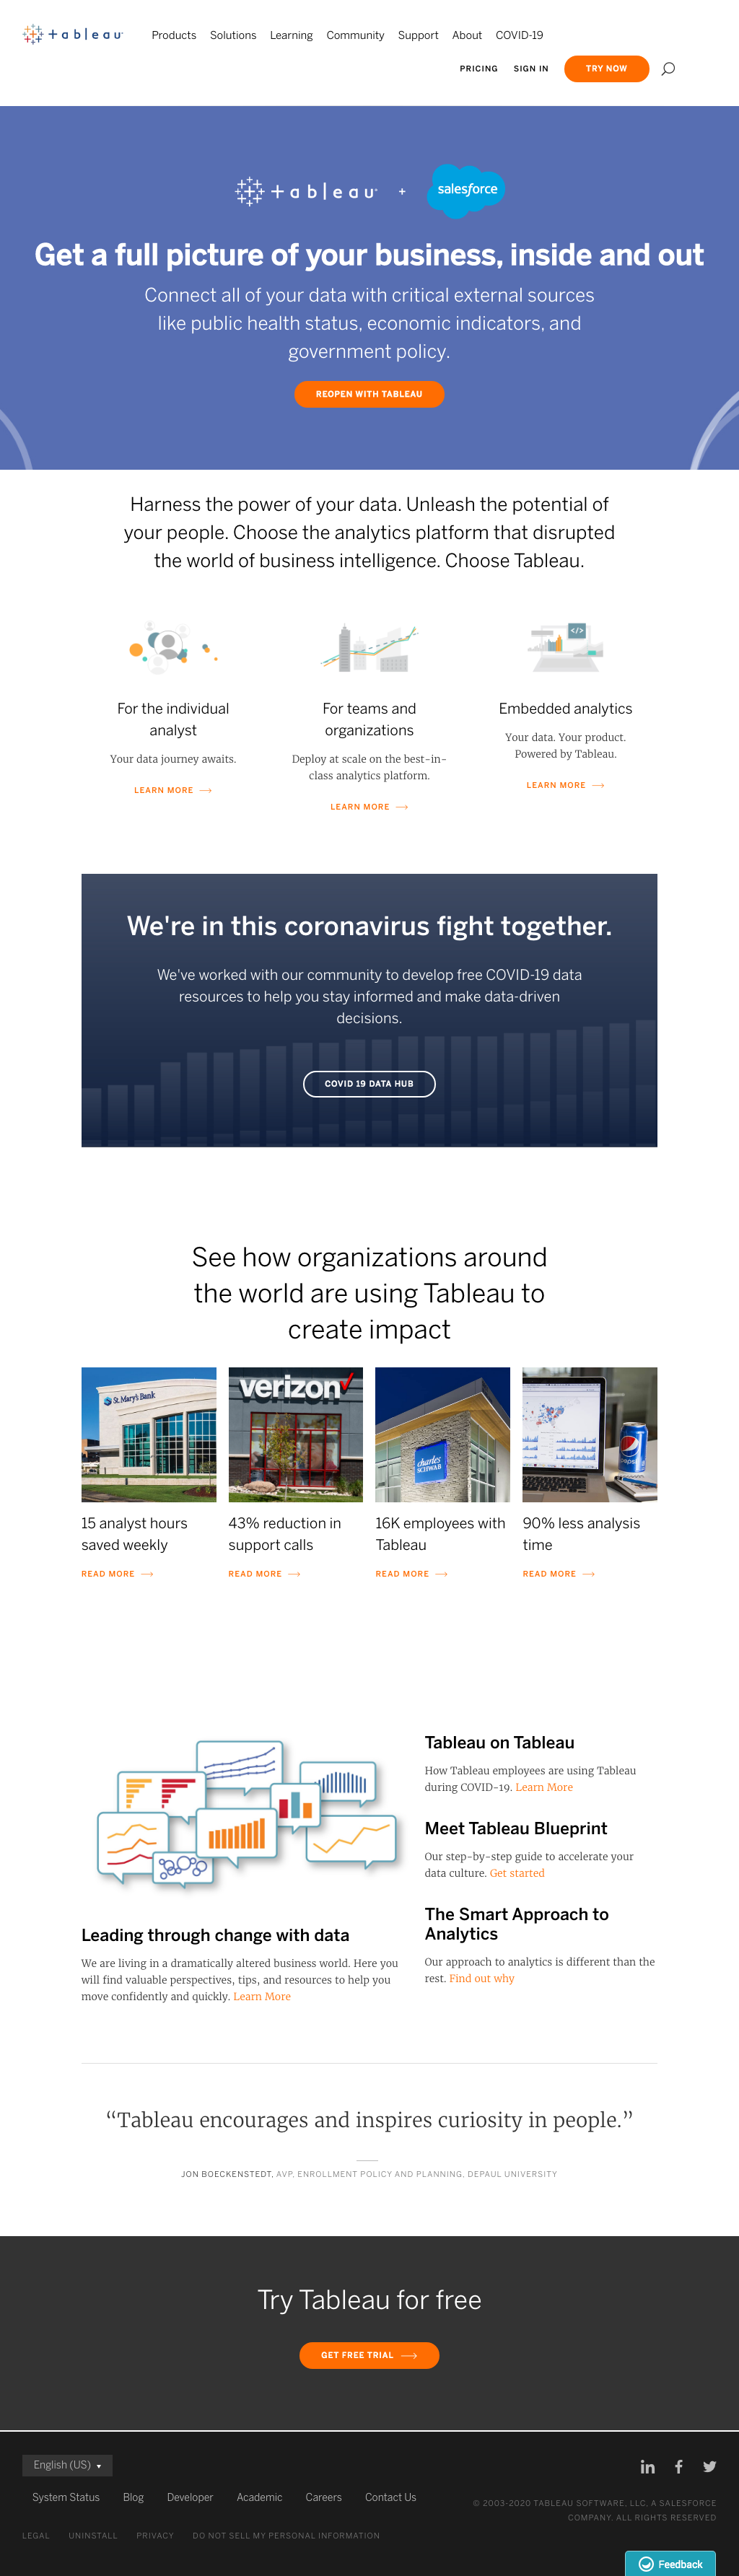 + a b | e a u
Products Solutions Learning Community Support About COVID-19
PRICING SIGN IN TRY NOW
+ a b | e a u + salesforce
Get a full picture of your business, inside and out
Connect all of your data with critical external sources
like public health status, economic indicators, and
government policy.
REOPEN WITH TABLEAU
Harness the power of your data. Unleash the potential of
your people. Choose the analytics platform that disrupted
the world of business intelligence. Choose Tableau.
</>
For the individual
analyst
Your data journey awaits.
LEARN MORE
For teams and
organizations
Deploy at scale on the best-in-
class analytics platform.
LEARN MORE
Embedded analytics
Your data. Your product.
Powered by Tableau.
LEARN MORE
We're in this coronavirus fight together.
We've worked with our community to develop free COVID-19 data
resources to help you stay informed and make data-driven
decisions.
COVID 19 DATA HUB
See how organizations around
the world are using Tableau to
create impact
St. Mary's Bank
15 analyst hours
saved weekly
READ MORE
verizon
43% reduction in
support calls
READ MORE
charles
SCHWAB
16K employees with
Tableau
READ MORE
pepsi
90% less analysis
time
READ MORE
Leading through change with data
We are living in a dramatically altered business world. Here you
will find valuable perspectives, tips, and resources to help you
move confidently and quickly. Learn More
Tableau on Tableau
How Tableau employees are using Tableau
during COVID-19. Learn More
Meet Tableau Blueprint
Our step-by-step guide to accelerate your
data culture. Get started
The Smart Approach to
Analytics
Our approach to analytics is different than the
rest. Find out why
“Tableau encourages and inspires curiosity in people.”
JON BOECKENSTEDT, AVP, ENROLLMENT POLICY AND PLANNING, DEPAUL UNIVERSITY
Try Tableau for free
GET FREE TRIAL
English (US)
System Status Blog Developer Academic Careers Contact Us
© 2003-2020 TABLEAU SOFTWARE, LLC, A SALESFORCE
COMPANY. ALL RIGHTS RESERVED
LEGAL UNINSTALL PRIVACY DO NOT SELL MY PERSONAL INFORMATION
Feedback